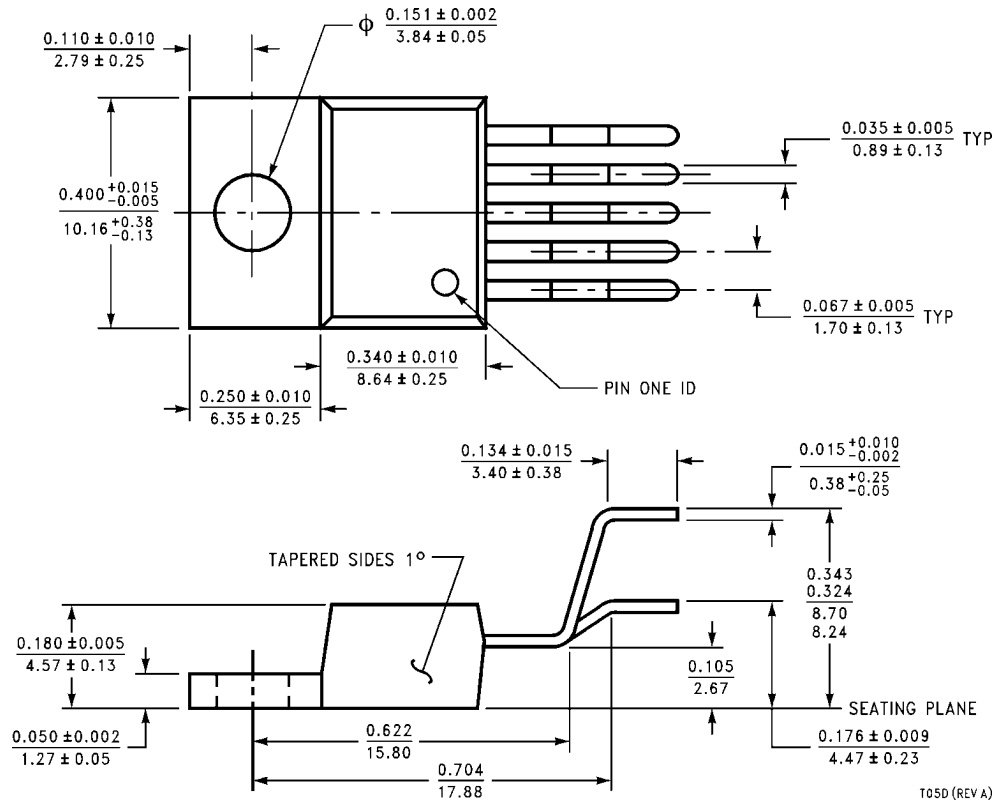 ϕ 0.151 ± 0.002
3.84 ± 0.05
0.110 ± 0.010
2.79 ± 0.25
0.035 ± 0.005 TYP
0.89 ± 0.13
0.400 +0.015 -0.005
10.16 +0.38 -0.13
0.067 ± 0.005 TYP
1.70 ± 0.13
0.340 ± 0.010
8.64 ± 0.25
PIN ONE ID
0.250 ± 0.010
6.35 ± 0.25
0.134 ± 0.015
3.40 ± 0.38
0.015 +0.010 -0.002
0.38 +0.25 -0.05
TAPERED SIDES 1°
0.343
0.324
8.70
8.24
0.180 ± 0.005
4.57 ± 0.13
0.105
2.67
SEATING PLANE
0.050 ± 0.002
1.27 ± 0.05
0.622
15.80
0.176 ± 0.009
4.47 ± 0.23
0.704
17.88
T05D (REV A)